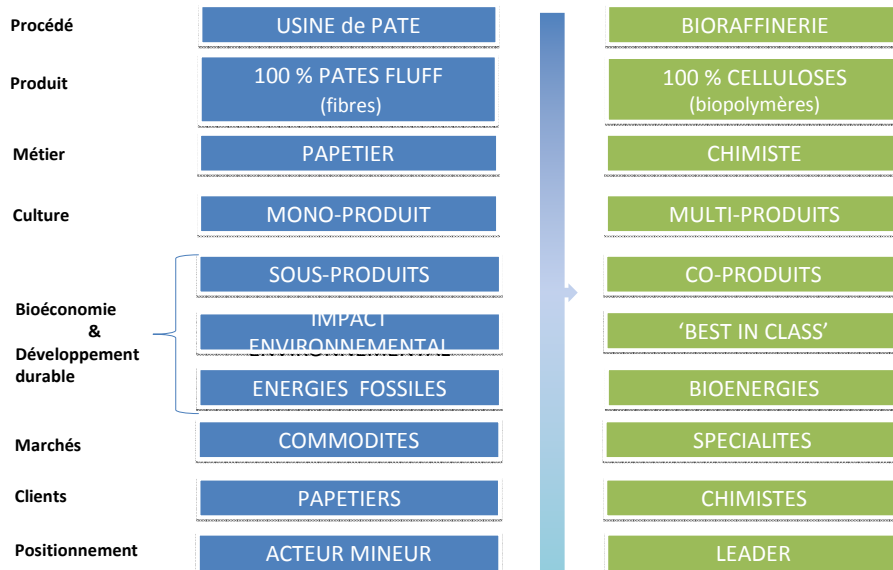 Procédé USINE de PATE BIORAFFINERIE
Produit 100 % PATES FLUFF 100 % CELLULOSES
(fibres) (biopolymères)
Métier PAPETIER CHIMISTE
Culture MONO-PRODUIT MULTI-PRODUITS
SOUS-PRODUITS CO-PRODUITS
Bioéconomie
&
Développement
durable
IMPACT
ENVIRONNEMENTAL
‘BEST IN CLASS’
ENERGIES FOSSILES BIOENERGIES
Marchés COMMODITES SPECIALITES
Clients PAPETIERS CHIMISTES
Positionnement ACTEUR MINEUR LEADER